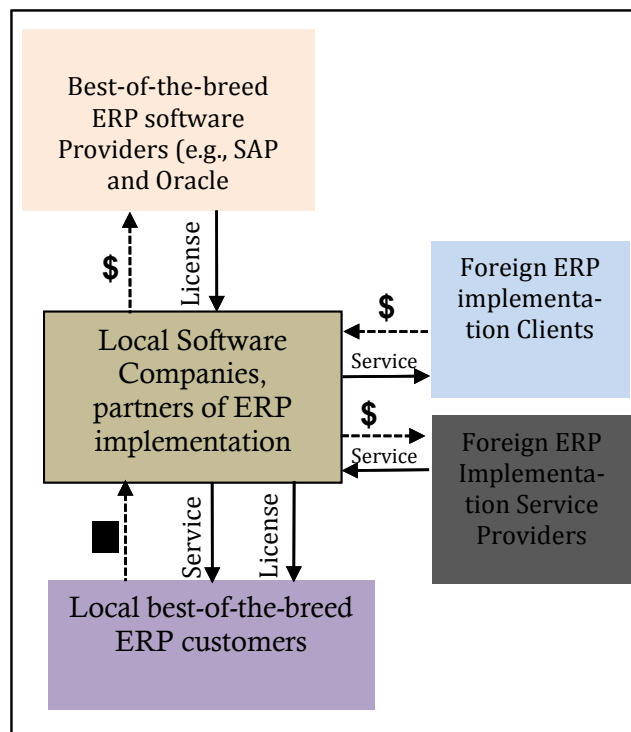 Best-of-the-breed
ERP software
Providers (e.g., SAP
and Oracle
$
License
Foreign ERP
implementa-
tion Clients
$
Service
Local Software
Companies,
partners of ERP
implementation
$
Service
Foreign ERP
Implementa-
tion Service
Providers
Service
License
Local best-of-the-breed
ERP customers